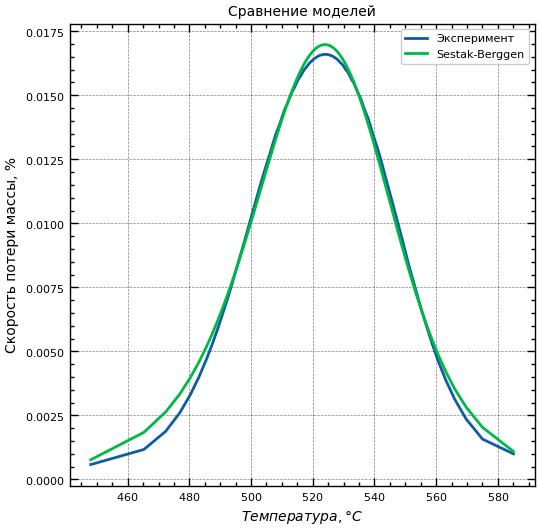 Сравнение моделей
Эксперимент
Sestak-Berggen
Скорость потери массы, %
0.0175
0.0150
0.0125
0.0100
0.0075
0.0050
0.0025
0.0000
460 480 500 520 540 560 580
Температура, °C